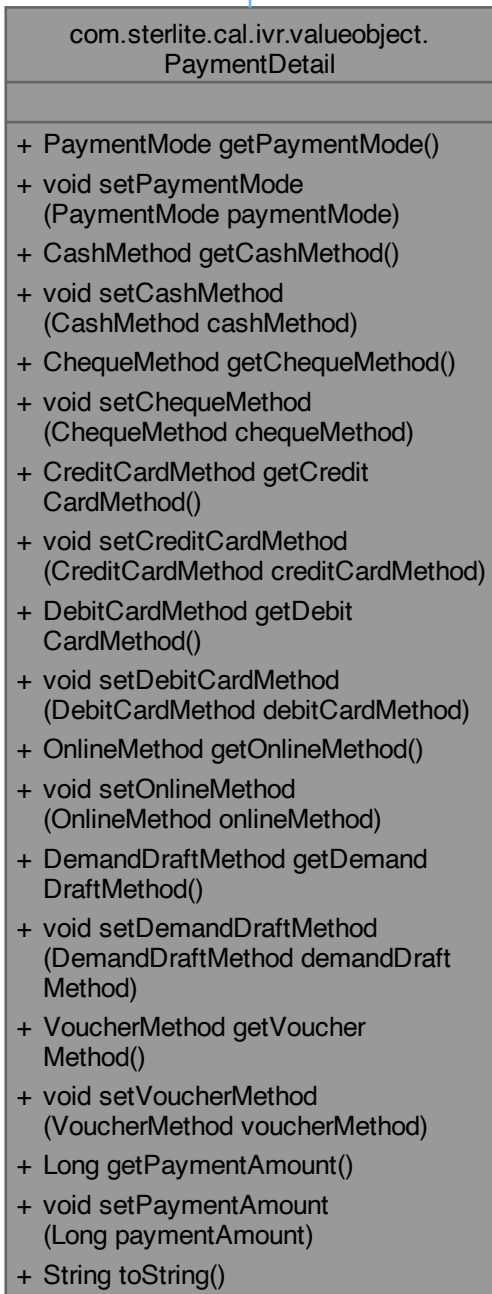 com.sterlite.cal.ivr.valueobject.
PaymentDetail
+ PaymentMode getPaymentMode()
+ void setPaymentMode
(PaymentMode paymentMode)
+ CashMethod getCashMethod()
+ void setCashMethod
(CashMethod cashMethod)
+ ChequeMethod getChequeMethod()
+ void setChequeMethod
(ChequeMethod chequeMethod)
+ CreditCardMethod getCredit
CardMethod()
+ void setCreditCardMethod
(CreditCardMethod creditCardMethod)
+ DebitCardMethod getDebit
CardMethod()
+ void setDebitCardMethod
(DebitCardMethod debitCardMethod)
+ OnlineMethod getOnlineMethod()
+ void setOnlineMethod
(OnlineMethod onlineMethod)
+ DemandDraftMethod getDemand
DraftMethod()
+ void setDemandDraftMethod
(DemandDraftMethod demandDraft
Method)
+ VoucherMethod getVoucher
Method()
+ void setVoucherMethod
(VoucherMethod voucherMethod)
+ Long getPaymentAmount()
+ void setPaymentAmount
(Long paymentAmount)
+ String toString()